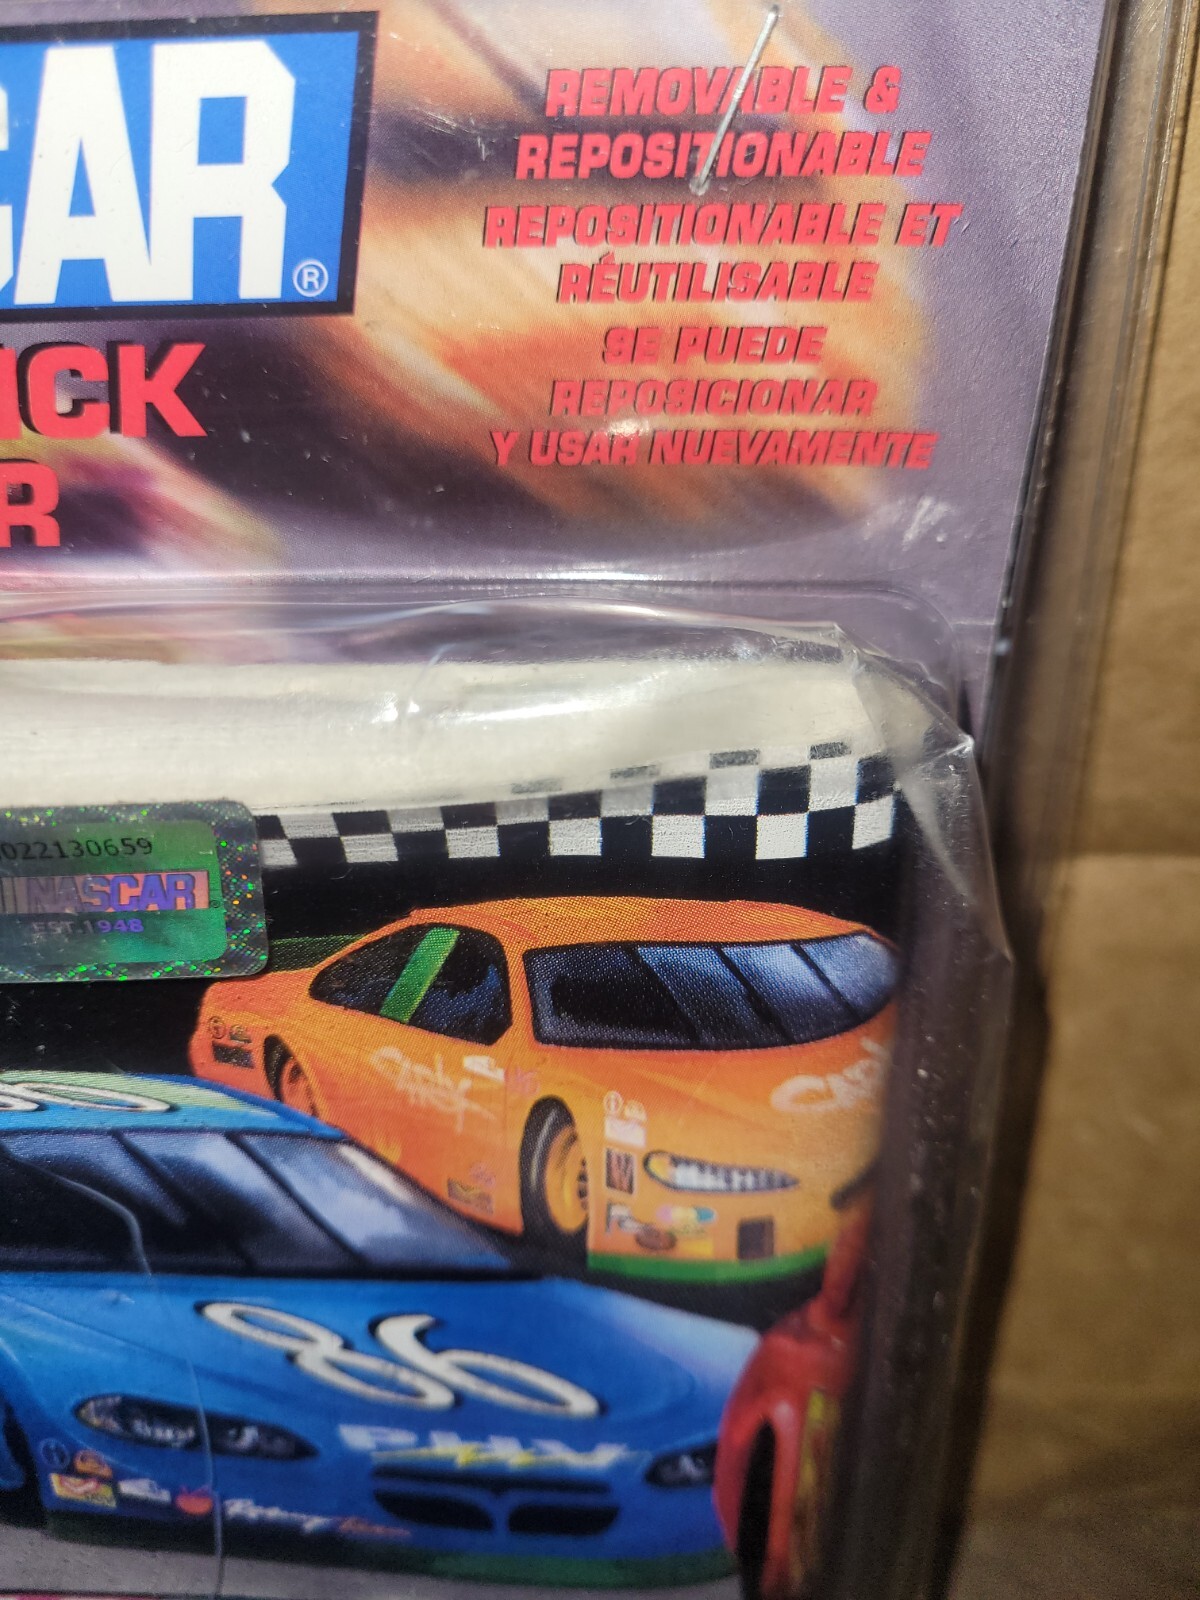 CAR®
REMOVABLE &
REPOSITIONABLE
REPOSITIONABLE ET
RÉUTILISABLE
SE PUEDE
REPOSICIONAR
Y USAR NUEVAMENTE
ICK
R
022130659
NASCAR
EST.1948
86